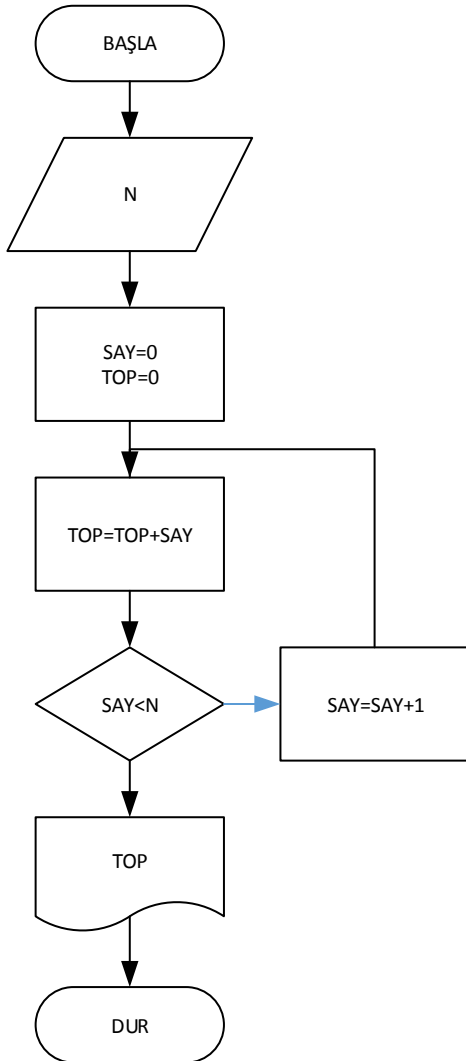 BAŞLA
N
SAY=0
TOP=0
TOP=TOP+SAY
SAY<N
SAY=SAY+1
TOP
DUR